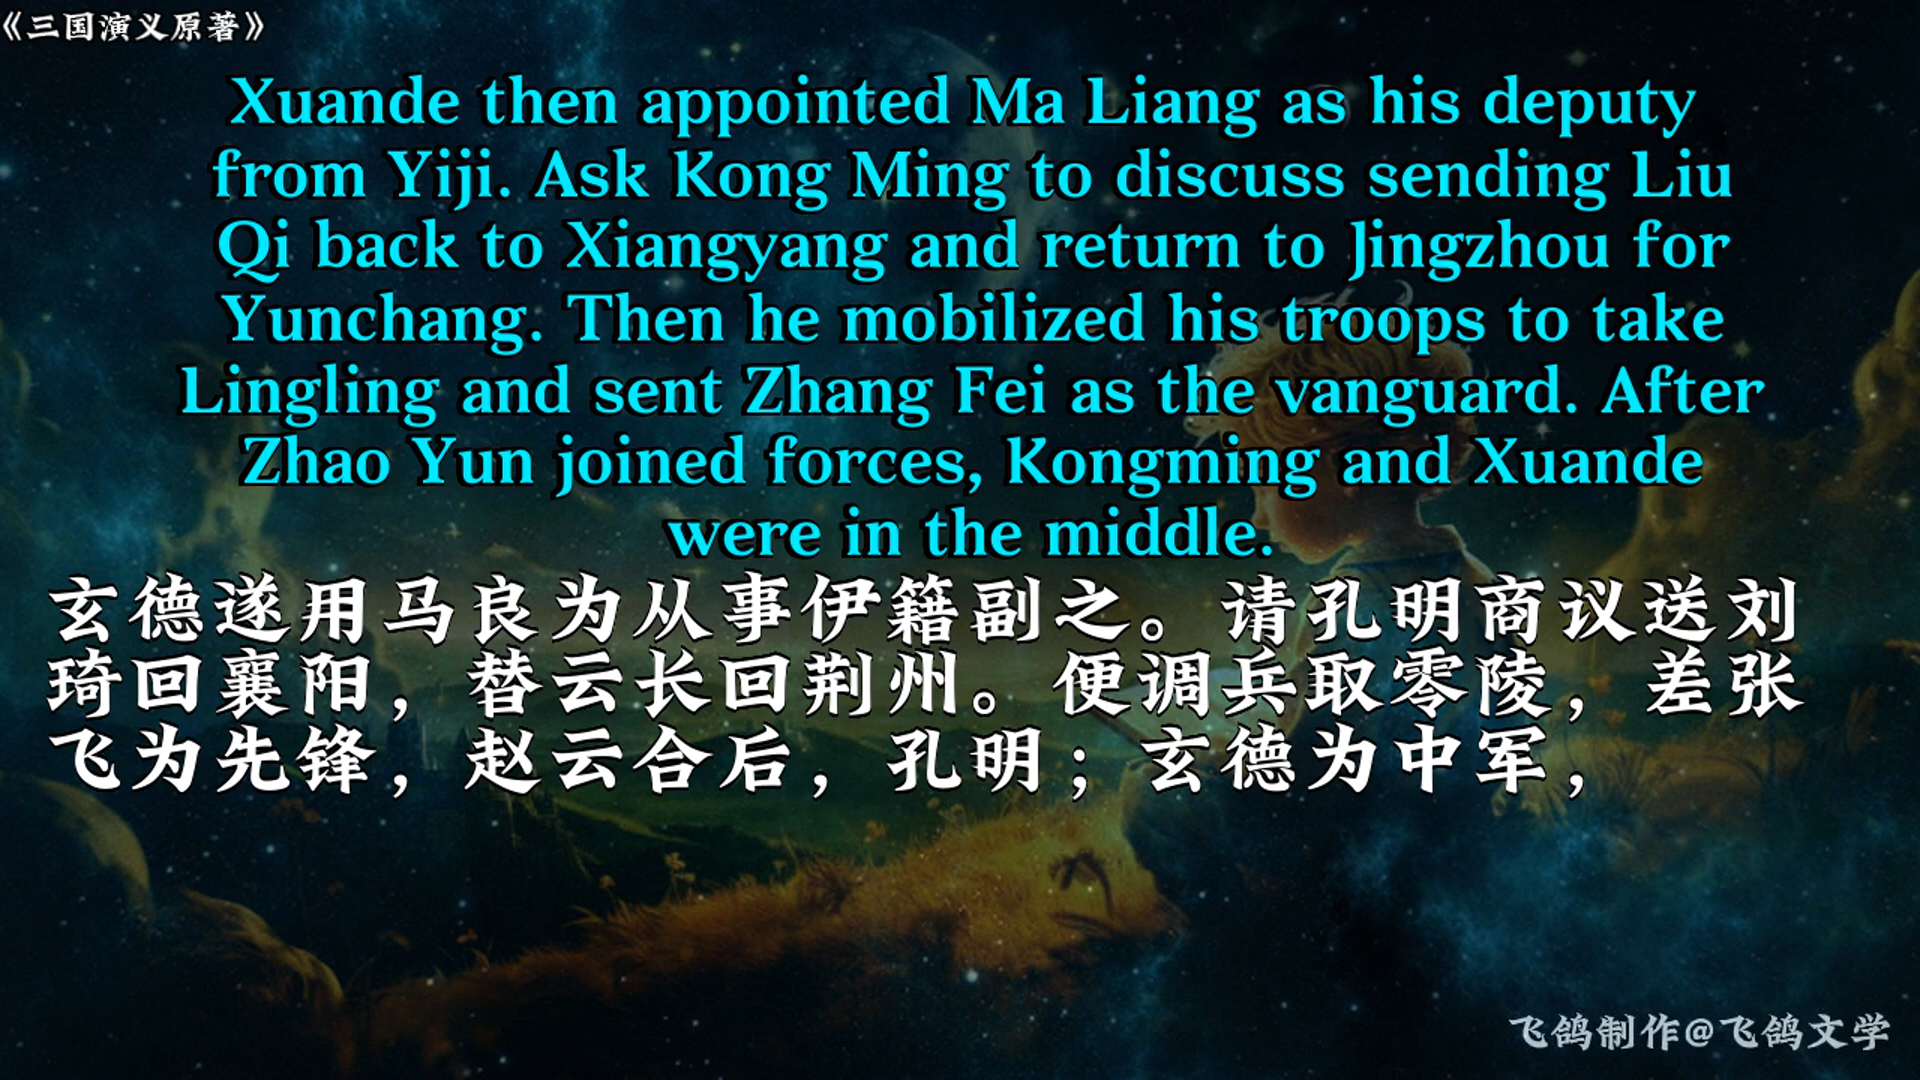 《三国演义原著》
Xuande then appointed Ma Liang as his deputy
from Yiji. Ask Kong Ming to discuss sending Liu
Qi back to Xiangyang and return to Jingzhou for
Yunchang. Then he mobilized his troops to take
Lingling and sent Zhang Fei as the vanguard. After
Zhao Yun joined forces, Kongming and Xuande
were in the middle.
玄德遂用马良为从事伊籍副之。请孔明商议送刘
琦回襄阳，替云长回荆州。便调兵取零陵，差张
飞为先锋，赵云合后，孔明；玄德为中军，
飞鸽制作@飞鸽文学